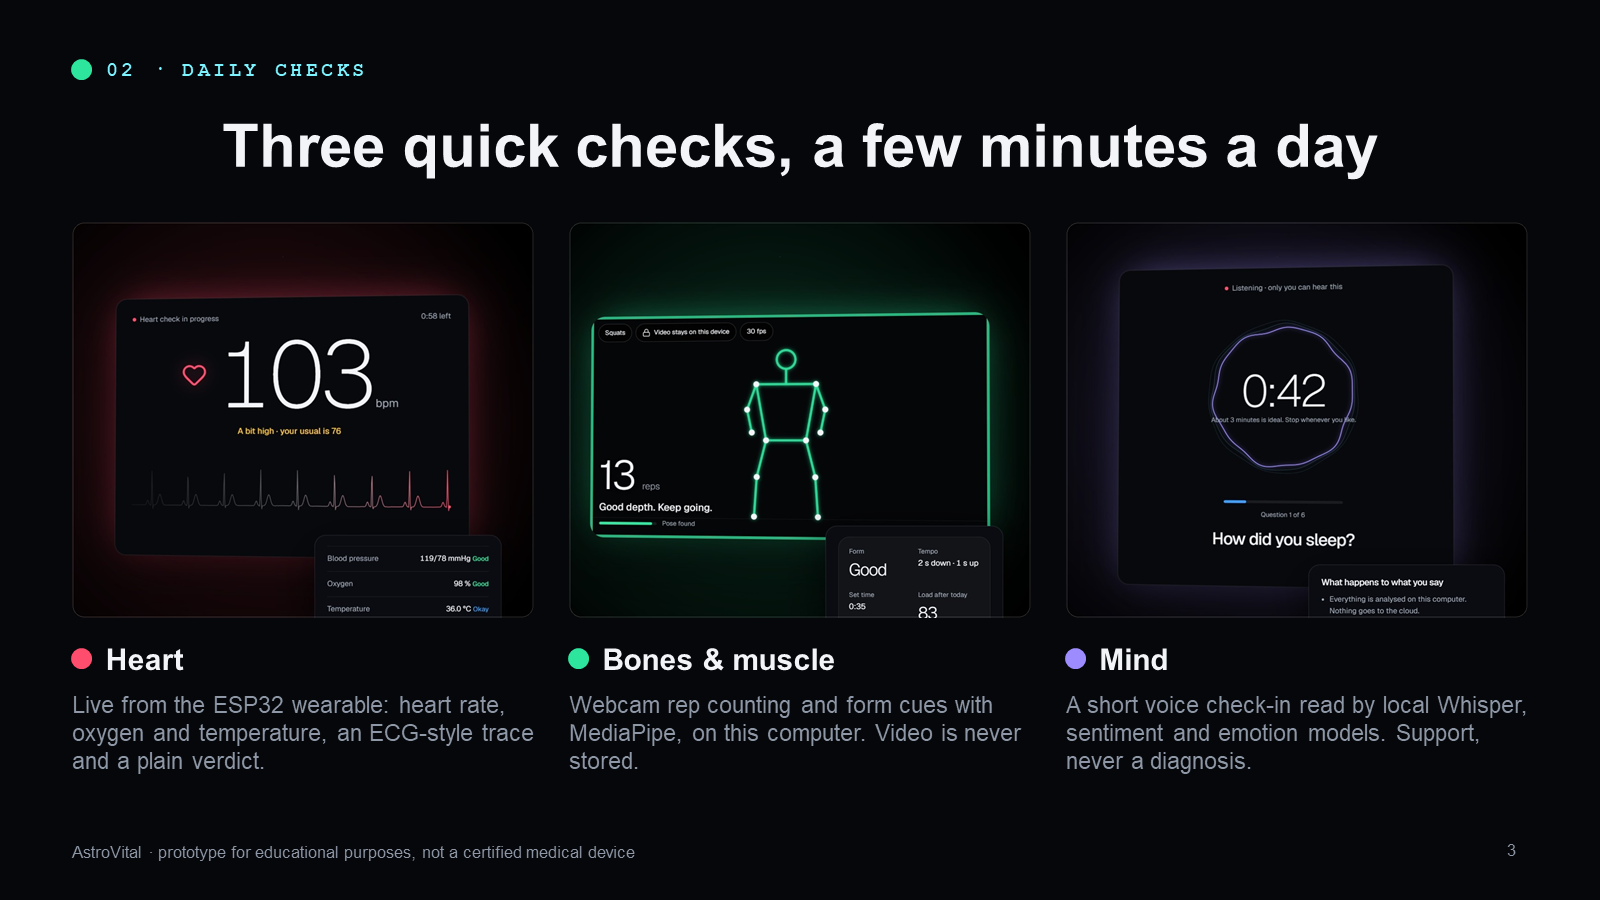 02 · DAILY CHECKS
Three quick checks, a few minutes a day
Heart check in progress
0:58 left
103 bpm
A bit high · your usual is 76
Blood pressure 119/78 mmHg Good
Oxygen 98 % Good
Temperature 36.0 °C Okay
Squats
Video stays on this device
30 fps
13 reps
Good depth. Keep going.
Pose found
Form
Good
Tempo
2 s down · 1 s up
Set time
0:35
Load after today
83
Listening · only you can hear this
0:42
About 3 minutes is ideal. Stop whenever you like.
Question 1 of 6
How did you sleep?
What happens to what you say
• Everything is analysed on this computer.
Nothing goes to the cloud.
Heart
Live from the ESP32 wearable: heart rate,
oxygen and temperature, an ECG-style trace
and a plain verdict.
Bones & muscle
Webcam rep counting and form cues with
MediaPipe, on this computer. Video is never
stored.
Mind
A short voice check-in read by local Whisper,
sentiment and emotion models. Support,
never a diagnosis.
AstroVital · prototype for educational purposes, not a certified medical device
3